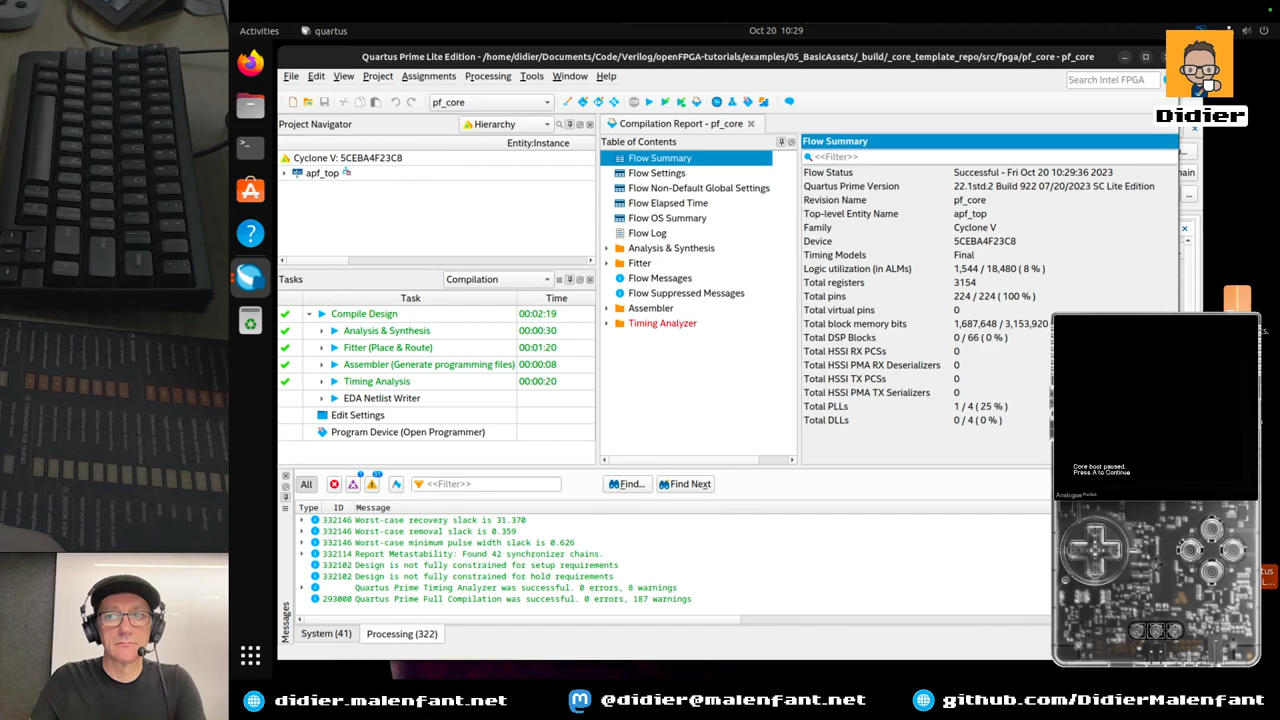 Activities
quartus
Oct 20 10:29
Quartus Prime Lite Edition - /home/didier/Documents/Code/Verilog/openFPGA-tutorials/examples/05_BasicAssets/_build/_core_template_repo/src/fpga/pf_core - pf_core
File Edit View Project Assignments Processing Tools Window Help
Search Intel FPGA
pf_core
Didier
Project Navigator
Hierarchy
Compilation Report - pf_core
Entity:Instance
Cyclone V: 5CEBA4F23C8
apf_top
Table of Contents
Flow Summary
Flow Settings
Flow Non-Default Global Settings
Flow Elapsed Time
Flow OS Summary
Flow Log
Analysis & Synthesis
Fitter
Flow Messages
Flow Suppressed Messages
Assembler
Timing Analyzer
Flow Summary
<<Filter>>
Flow Status Successful - Fri Oct 20 10:29:36 2023
Quartus Prime Version 22.1std.2 Build 922 07/20/2023 SC Lite Edition
Revision Name pf_core
Top-level Entity Name apf_top
Family Cyclone V
Device 5CEBA4F23C8
Timing Models Final
Logic utilization (in ALMs) 1,544 / 18,480 ( 8 % )
Total registers 3154
Total pins 224 / 224 ( 100 % )
Total virtual pins 0
Total block memory bits 1,687,648 / 3,153,920
Total DSP Blocks 0 / 66 ( 0 % )
Total HSSI RX PCSs 0
Total HSSI PMA RX Deserializers 0
Total HSSI TX PCSs 0
Total HSSI PMA TX Serializers 0
Total PLLs 1 / 4 ( 25 % )
Total DLLs 0 / 4 ( 0 % )
Tasks
Compilation
Task Time
Compile Design 00:02:19
Analysis & Synthesis 00:00:30
Fitter (Place & Route) 00:01:20
Assembler (Generate programming files) 00:00:08
Timing Analysis 00:00:20
EDA Netlist Writer
Edit Settings
Program Device (Open Programmer)
All
<<Filter>>
Find...
Find Next
Type ID Message
332146 Worst-case recovery slack is 31.370
332146 Worst-case removal slack is 0.359
332146 Worst-case minimum pulse width slack is 0.626
332114 Report Metastability: Found 42 synchronizer chains.
332102 Design is not fully constrained for setup requirements
332102 Design is not fully constrained for hold requirements
Quartus Prime Timing Analyzer was successful. 0 errors, 8 warnings
293000 Quartus Prime Full Compilation was successful. 0 errors, 187 warnings
Messages
System (41)
Processing (322)
Core boot paused.
Press A to Continue
Analogue Pocket
didier.malenfant.net
@didier@malenfant.net
github.com/DidierMalenfant